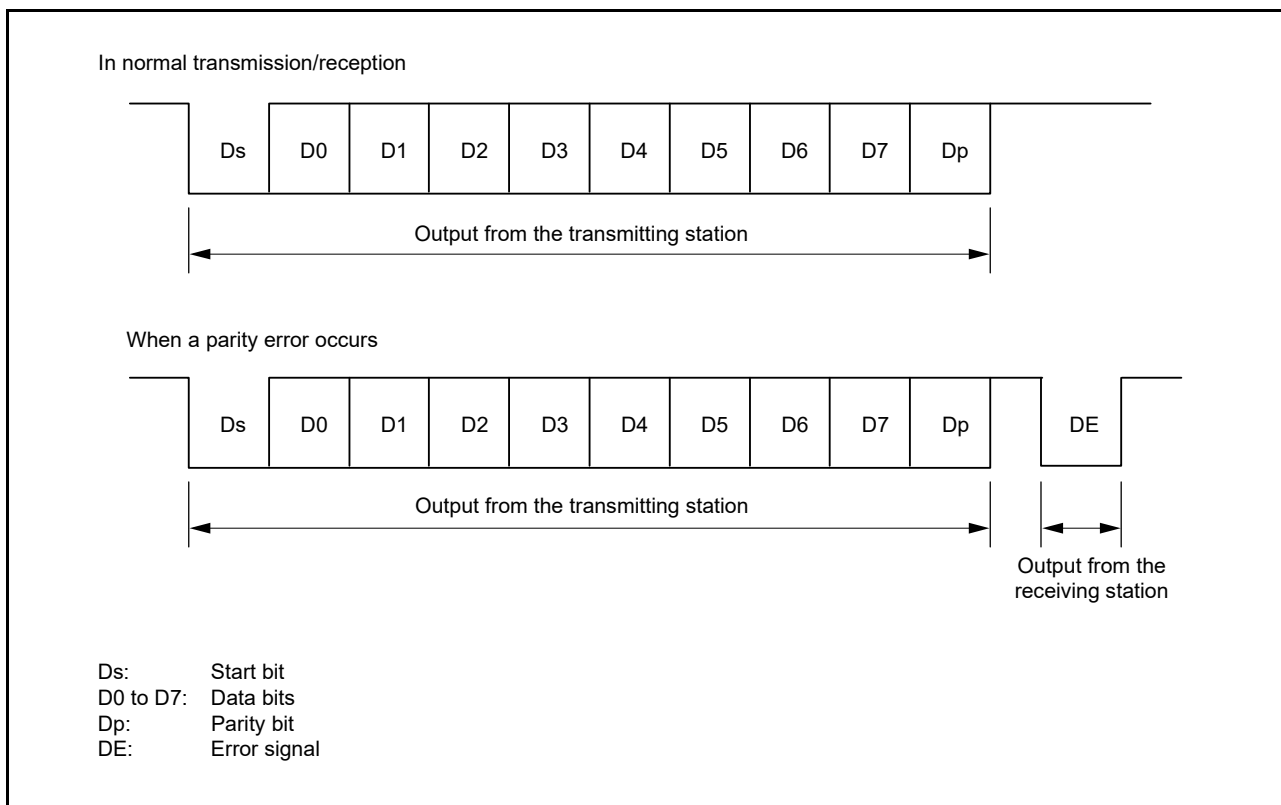 In normal transmission/reception
Ds D0 D1 D2 D3 D4 D5 D6 D7 Dp
Output from the transmitting station
When a parity error occurs
Ds D0 D1 D2 D3 D4 D5 D6 D7 Dp DE
Output from the transmitting station
Output from the
receiving station
Ds: Start bit
D0 to D7: Data bits
Dp: Parity bit
DE: Error signal